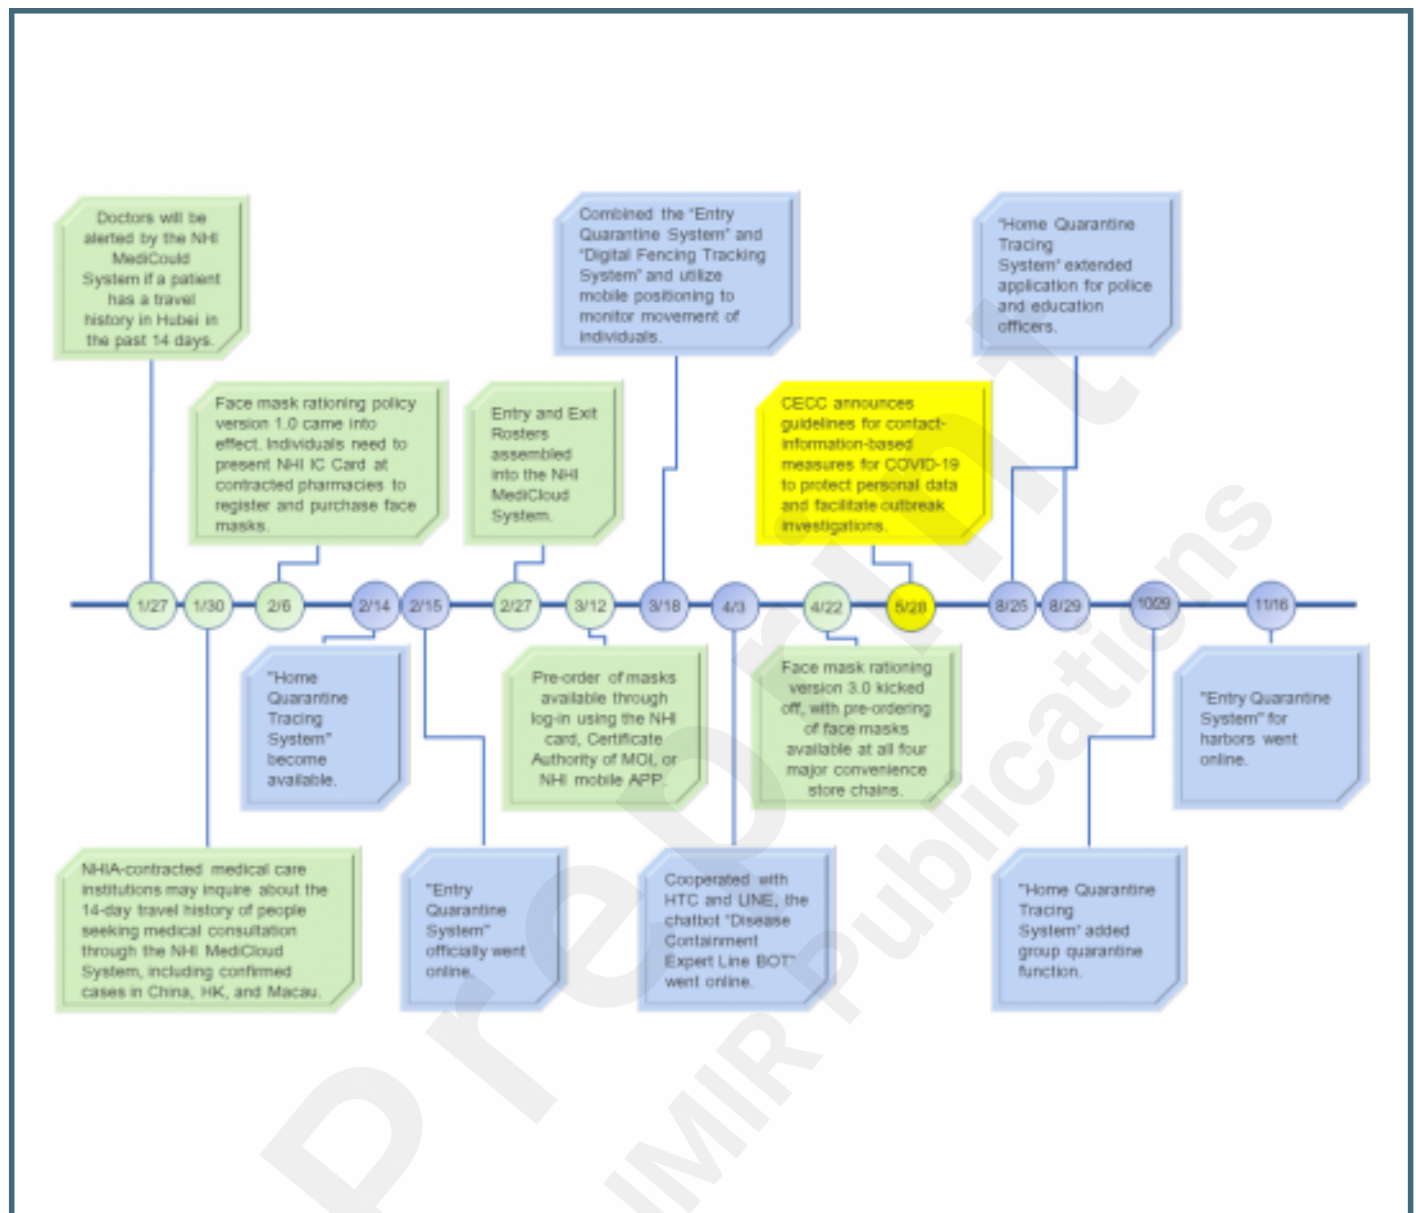 Doctors will be
alerted by the NHI
MediCould
System if a patient
has a travel
history in Hubei in
the past 14 days.
Combined the "Entry
Quarantine System" and
"Digital Fencing Tracking
System" and utilize
mobile positioning to
monitor movement of
individuals.
"Home Quarantine
Tracing
System" extended
application for police
and education
officers.
Face mask rationing policy
version 1.0 came into
effect. Individuals need to
present NHI IC Card at
contracted pharmacies to
register and purchase face
masks.
Entry and Exit
Rosters
assembled
into the NHI
MediCloud
System.
CECC announces
guidelines for contact-
information-based
measures for COVID-19
to protect personal data
and facilitate outbreak
investigations.
1/27 1/30 2/6 2/14 2/15 2/27 3/12 3/18 4/3 4/22 5/28 8/29 10/29 11/16
"Home
Quarantine
Tracing
System"
become
available.
Pre-order of masks
available through
log-in using the NHI
card, Certificate
Authority of MOI, or
NHI mobile APP.
Face mask rationing
version 3.0 kicked
off, with pre-ordering
of face masks
available at all four
major convenience
store chains.
"Entry Quarantine
System" for
harbors went
online.
NHIA-contracted medical care
institutions may inquire about the
14-day travel history of people
seeking medical consultation
through the NHI MediCloud
System, including confirmed
cases in China, HK, and Macau.
"Entry
Quarantine
System"
officially went
online.
Cooperated with
HTC and LINE, the
chatbot "Disease
Containment
Expert Line BOT"
went online.
"Home Quarantine
Tracing
System" added
group quarantine
function.
Preprint
JMIR Publications